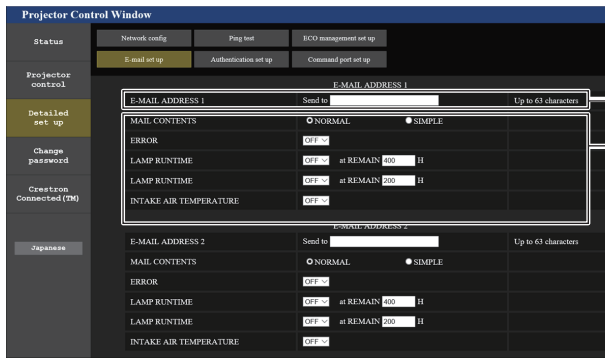 Projector Control Window
Status
Projector
control
Detailed
set up
Change
password
Crestron
Connected(TM)
Japanese
Network config Ping test ECO management set up
E-mail set up Authentication set up Command port set up
E-MAIL ADDRESS 1
E-MAIL ADDRESS 1 Send to Up to 63 characters
MAIL CONTENTS NORMAL SIMPLE
ERROR OFF
LAMP RUNTIME OFF at REMAIN 400 H
LAMP RUNTIME OFF at REMAIN 200 H
INTAKE AIR TEMPERATURE OFF
E-MAIL ADDRESS 2
E-MAIL ADDRESS 2 Send to Up to 63 characters
MAIL CONTENTS NORMAL SIMPLE
ERROR OFF
LAMP RUNTIME OFF at REMAIN 400 H
LAMP RUNTIME OFF at REMAIN 200 H
INTAKE AIR TEMPERATURE OFF